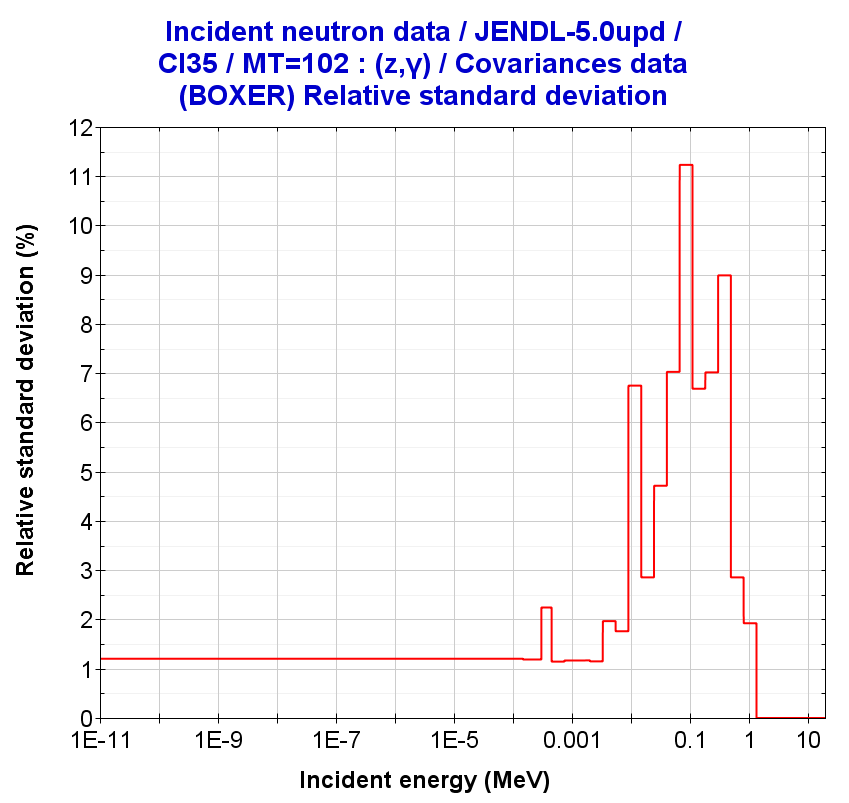 Incident neutron data / JENDL-5.0upd /
Cl35 / MT=102 : (z,γ) / Covariances data
(BOXER) Relative standard deviation
Relative standard deviation (%)
12
11
10
9
8
7
6
5
4
3
2
1
0
1E-11 1E-9 1E-7 1E-5 0.001 0.1 1 10
Incident energy (MeV)